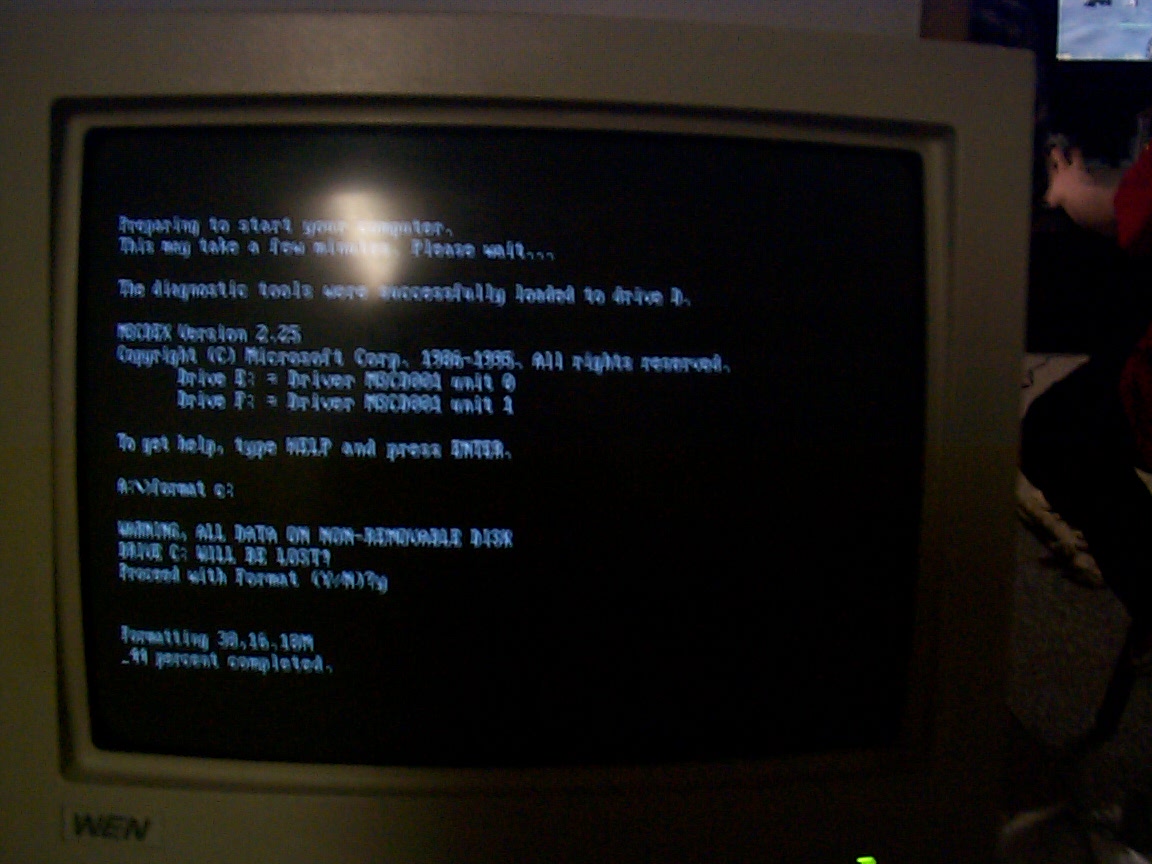 Preparing to start your computer.
This may take a few minutes. Please wait...
The diagnostic tools were successfully loaded to drive D.
MSCDEX Version 2.25
Copyright (C) Microsoft Corp. 1986-1995. All rights reserved.
Drive E: = Driver MSCD001 unit 0
Drive F: = Driver MSCD001 unit 1
To get help, type HELP and press ENTER.
A:\>format c:
WARNING, ALL DATA ON NON-REMOVABLE DISK
DRIVE C: WILL BE LOST!
Proceed with Format (Y/N)?y
Formatting
percent completed.
WEN